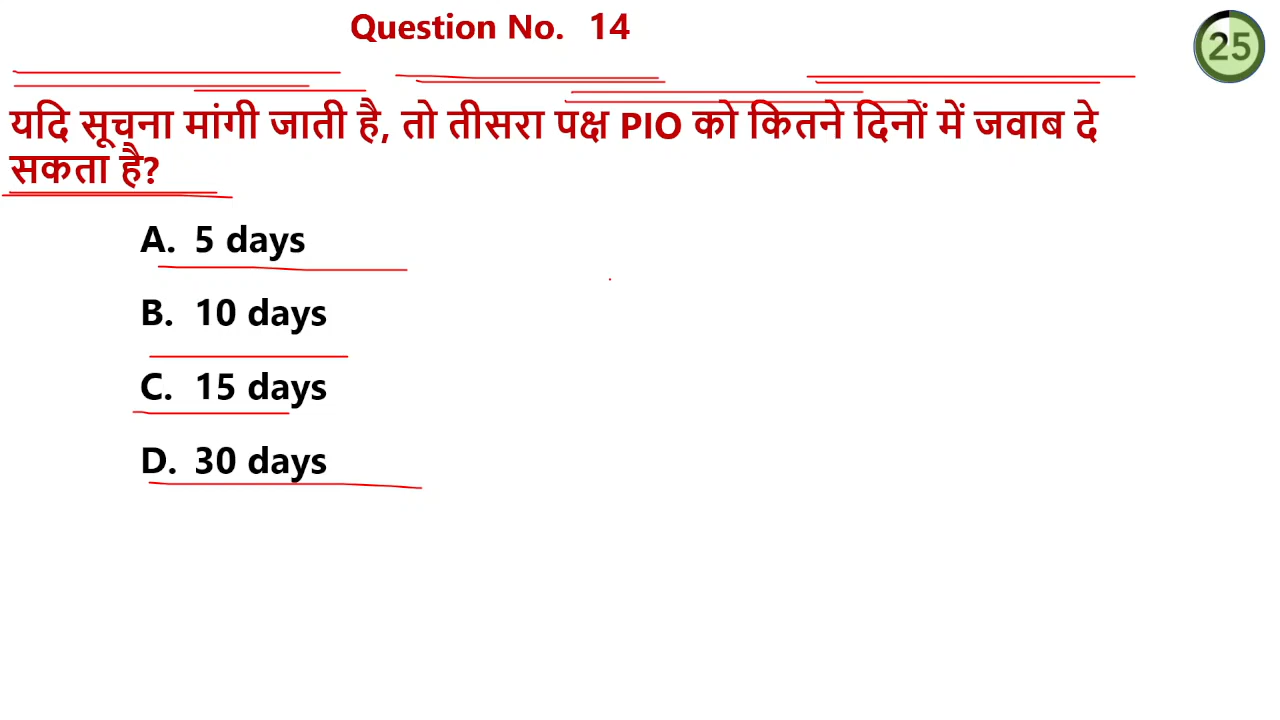 Question No. 14
25
यदि सूचना मांगी जाती है, तो तीसरा पक्ष PIO को कितने दिनों में जवाब दे
सकता है?
A. 5 days
B. 10 days
C. 15 days
D. 30 days